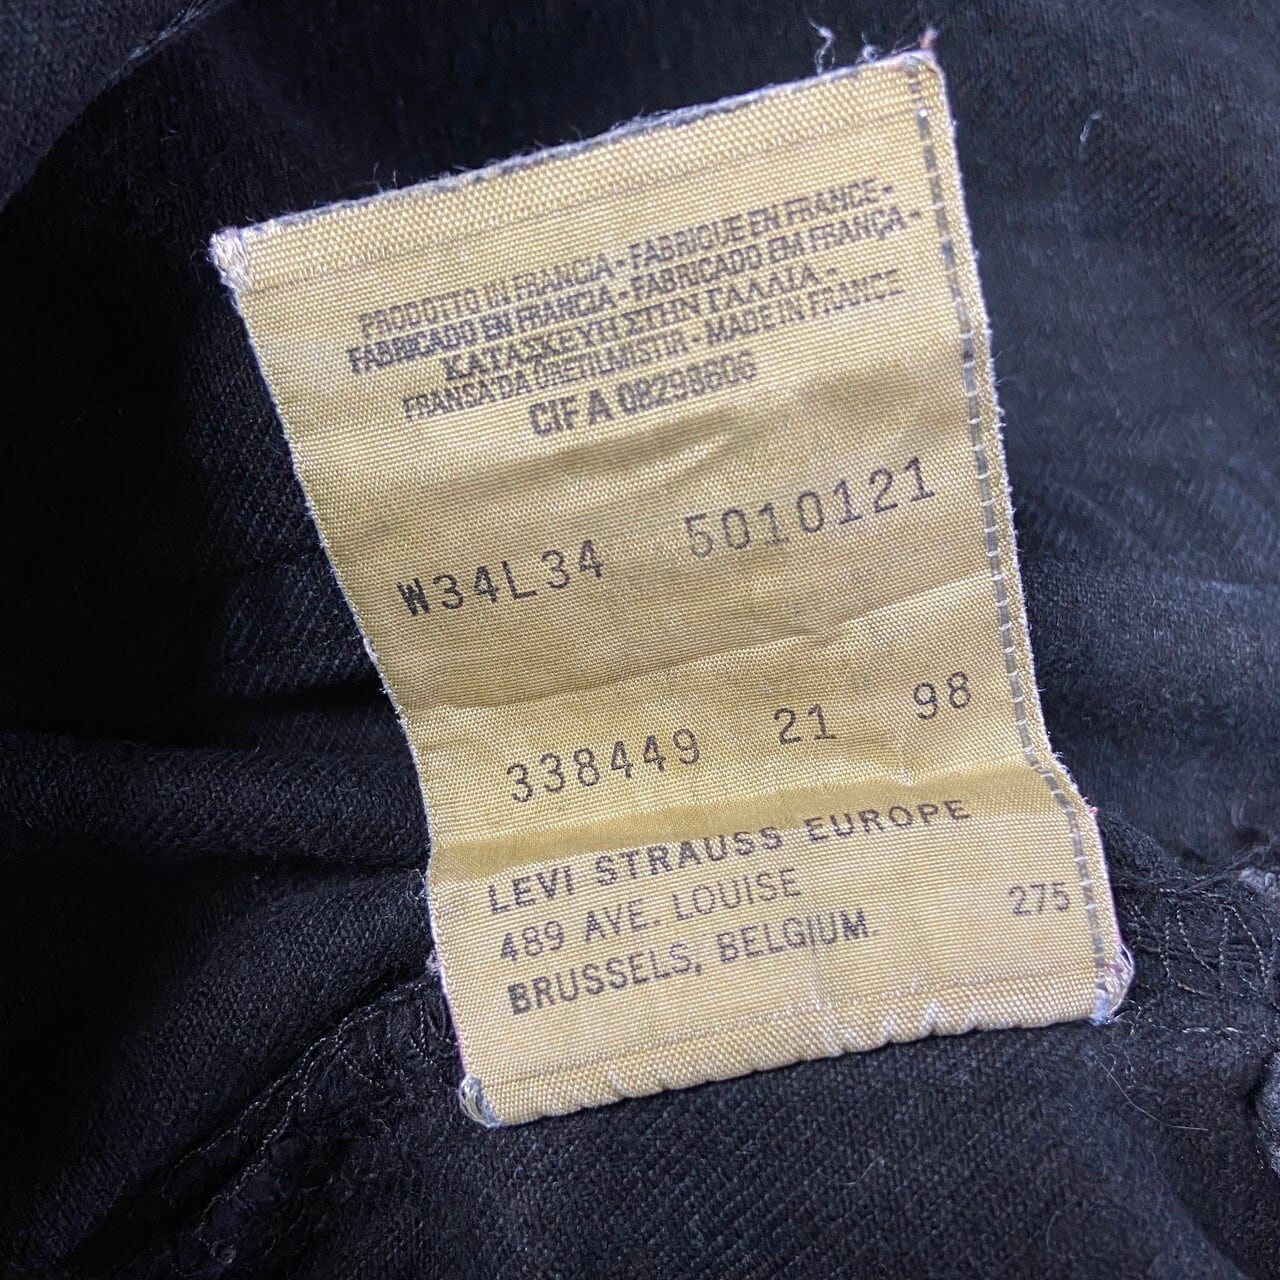 PRODOTTO IN FRANCIA - FABRIQUE EN FRANCE -
FABRICADO EN FRANCIA - FABRICADO EM FRANÇA -
ΚΑΤΑΣΚΕΥΗ ΣΤΗΝ ΓΑΛΛΙΑ -
FRANSA'DA ÜRETILMISTIR - MADE IN FRANCE
CIF A 08298606
W34L34 5010121
338449 21 98
LEVI STRAUSS EUROPE
489 AVE. LOUISE 275
BRUSSELS, BELGIUM